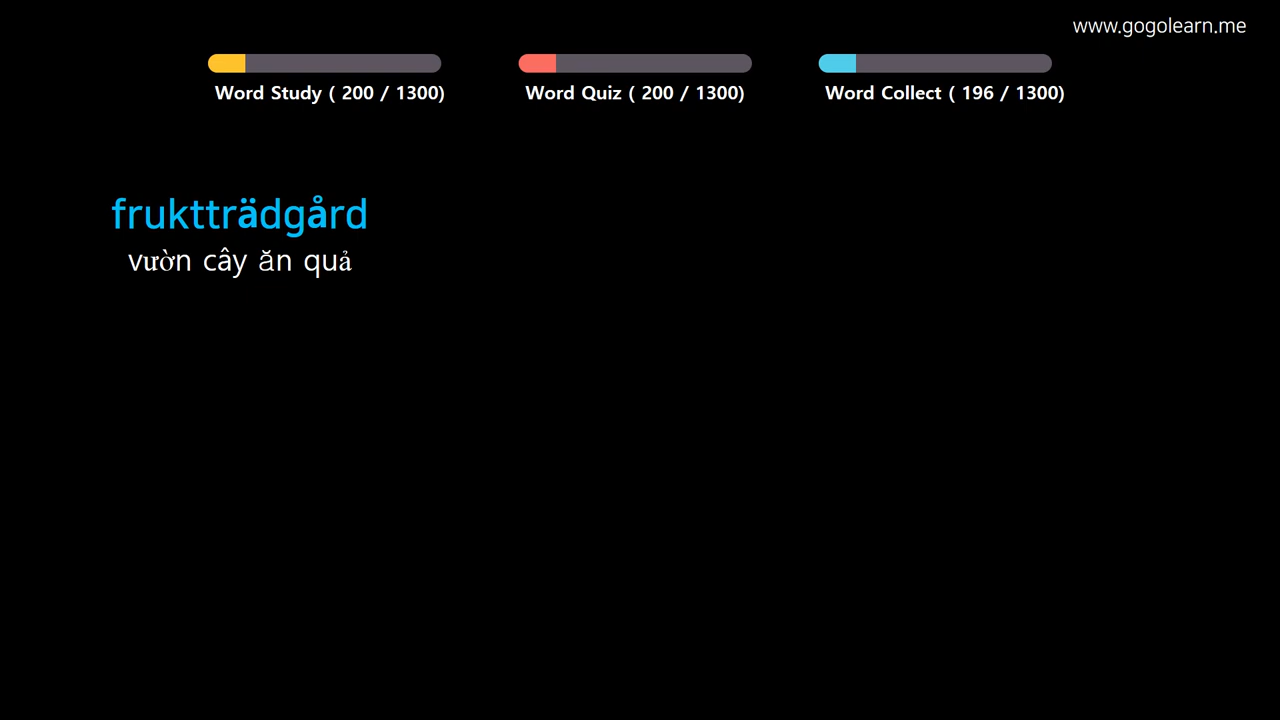 www.gogolearn.me
Word Study ( 200 / 1300)
Word Quiz ( 200 / 1300)
Word Collect ( 196 / 1300)
fruktträdgård
vườn cây ăn quả